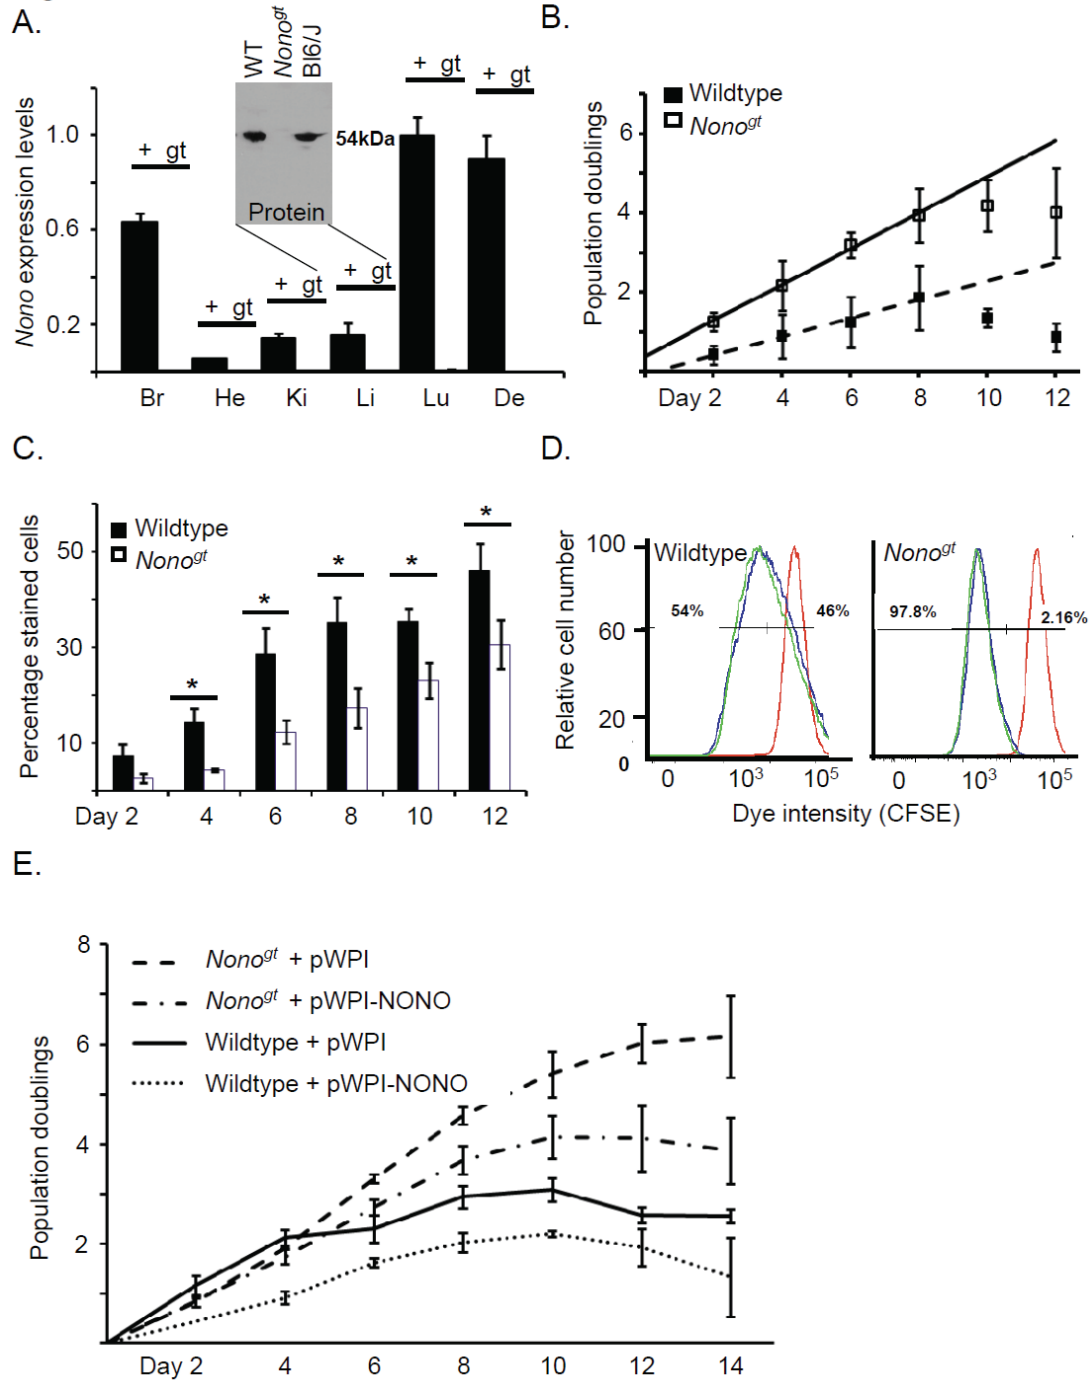 A.
WT
Nonogt
Bl6/J
+ gt
+ gt
1.0
54kDa
+ gt
Nono expression levels
0.6
Protein
+ gt
+ gt
+ gt
0.2
Br He Ki Li Lu De
B.
Wildtype
Nonogt
Population doublings
6
4
2
Day 2 4 6 8 10 12
C.
Wildtype
Nonogt
Percentage stained cells
50
30
10
* * * * *
Day 2 4 6 8 10 12
D.
Relative cell number
100
60
20
0
Wildtype
54% 46%
0 10³ 10⁵
Nonogt
97.8% 2.16%
0 10³ 10⁵
Dye intensity (CFSE)
E.
Population doublings
8
6
4
2
Nonogt + pWPI
Nonogt + pWPI-NONO
Wildtype + pWPI
Wildtype + pWPI-NONO
Day 2 4 6 8 10 12 14